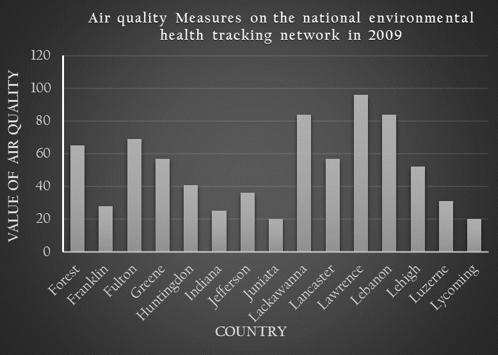 Air quality Measures on the national environmental
health tracking network in 2009
VALUE OF AIR QUALITY
120
100
80
60
40
20
0
Forest
Franklin
Fulton
Greene
Huntingdon
Indiana
Jefferson
Juniata
Lackawanna
Lancaster
Lawrence
Lebanon
Lehigh
Luzerne
Lycoming
COUNTRY